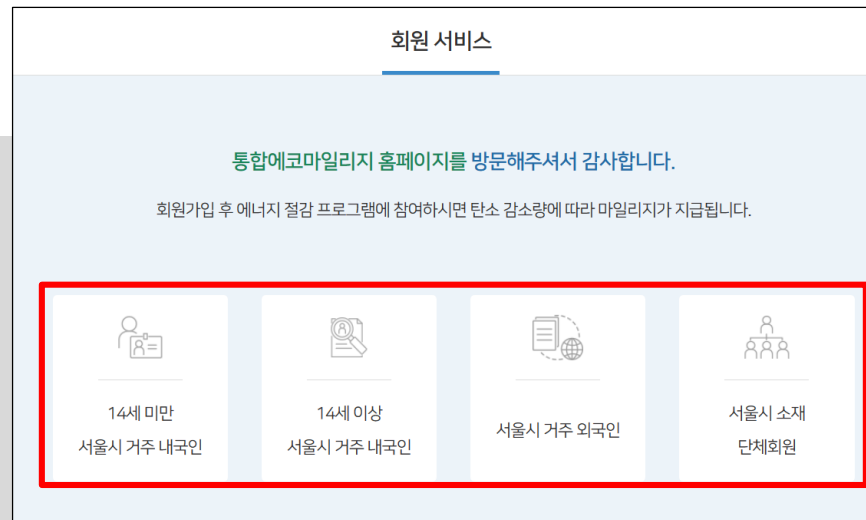 회원 서비스
통합에코마일리지 홈페이지를 방문해주셔서 감사합니다.
회원가입 후 에너지 절감 프로그램에 참여하시면 탄소 감소량에 따라 마일리지가 지급됩니다.
14세 미만
서울시 거주 내국인
14세 이상
서울시 거주 내국인
서울시 거주 외국인
서울시 소재
단체회원